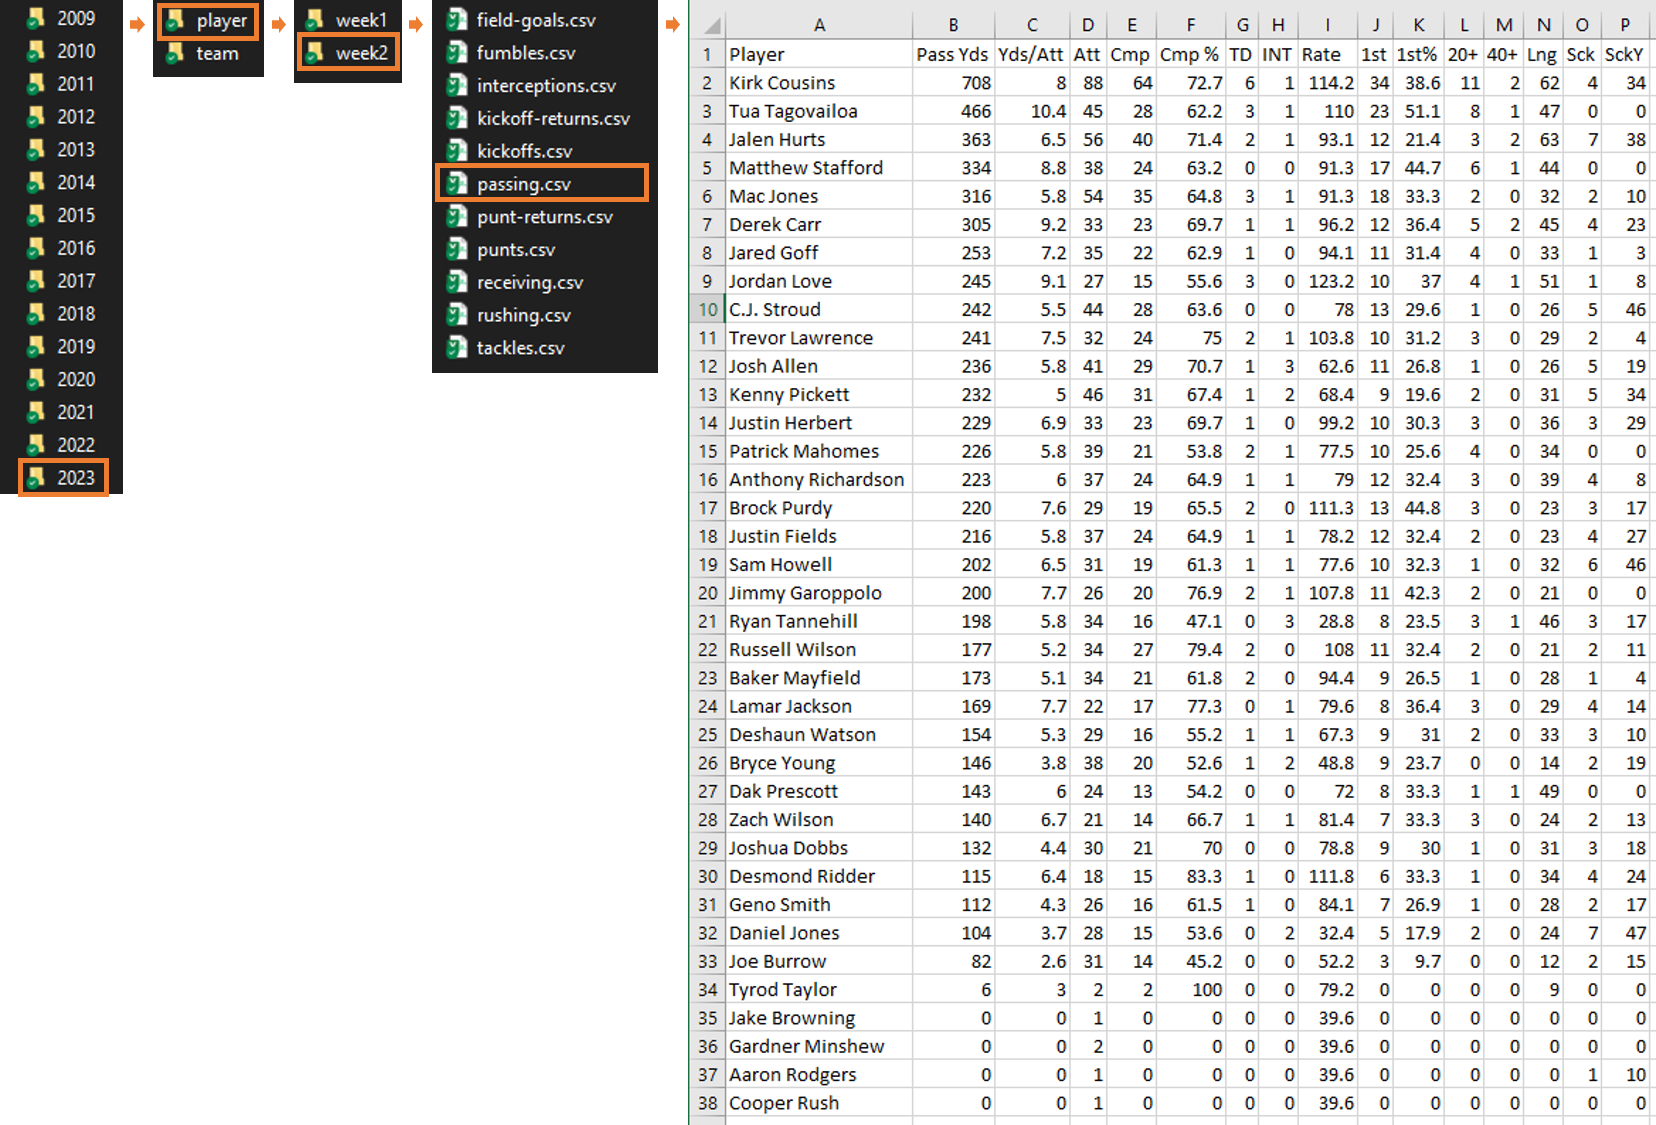 2009
2010
2011
2012
2013
2014
2015
2016
2017
2018
2019
2020
2021
2022
2023
player
team
week1
week2
field-goals.csv
fumbles.csv
interceptions.csv
kickoff-returns.csv
kickoffs.csv
passing.csv
punt-returns.csv
punts.csv
receiving.csv
rushing.csv
tackles.csv
A B C D E F G H I J K L M N O P
1 Player Pass Yds Yds/Att Att Cmp Cmp % TD INT Rate 1st 1st% 20+ 40+ Lng Sck SckY
2 Kirk Cousins 708 8 88 64 72.7 6 1 114.2 34 38.6 11 2 62 4 34
3 Tua Tagovailoa 466 10.4 45 28 62.2 3 1 110 23 51.1 8 1 47 0 0
4 Jalen Hurts 363 6.5 56 40 71.4 2 1 93.1 12 21.4 3 2 63 7 38
5 Matthew Stafford 334 8.8 38 24 63.2 0 0 91.3 17 44.7 6 1 44 0 0
6 Mac Jones 316 5.8 54 35 64.8 3 1 91.3 18 33.3 2 0 32 2 10
7 Derek Carr 305 9.2 33 23 69.7 1 1 96.2 12 36.4 5 2 45 4 23
8 Jared Goff 253 7.2 35 22 62.9 1 0 94.1 11 31.4 4 0 33 1 3
9 Jordan Love 245 9.1 27 15 55.6 3 0 123.2 10 37 4 1 51 1 8
10 C.J. Stroud 242 5.5 44 28 63.6 0 0 78 13 29.6 1 0 26 5 46
11 Trevor Lawrence 241 7.5 32 24 75 2 1 103.8 10 31.2 3 0 29 2 4
12 Josh Allen 236 5.8 41 29 70.7 1 3 62.6 11 26.8 1 0 26 5 19
13 Kenny Pickett 232 5 46 31 67.4 1 2 68.4 9 19.6 2 0 31 5 34
14 Justin Herbert 229 6.9 33 23 69.7 1 0 99.2 10 30.3 3 0 36 3 29
15 Patrick Mahomes 226 5.8 39 21 53.8 2 1 77.5 10 25.6 4 0 34 0 0
16 Anthony Richardson 223 6 37 24 64.9 1 1 79 12 32.4 3 0 39 4 8
17 Brock Purdy 220 7.6 29 19 65.5 2 0 111.3 13 44.8 3 0 23 3 17
18 Justin Fields 216 5.8 37 24 64.9 1 1 78.2 12 32.4 2 0 23 4 27
19 Sam Howell 202 6.5 31 19 61.3 1 1 77.6 10 32.3 1 0 32 6 46
20 Jimmy Garoppolo 200 7.7 26 20 76.9 2 1 107.8 11 42.3 2 0 21 0 0
21 Ryan Tannehill 198 5.8 34 16 47.1 0 3 28.8 8 23.5 3 1 46 3 17
22 Russell Wilson 177 5.2 34 27 79.4 2 0 108 11 32.4 2 0 21 2 11
23 Baker Mayfield 173 5.1 34 21 61.8 2 0 94.4 9 26.5 1 0 28 1 4
24 Lamar Jackson 169 7.7 22 17 77.3 0 1 79.6 8 36.4 3 0 29 4 14
25 Deshaun Watson 154 5.3 29 16 55.2 1 1 67.3 9 31 2 0 33 3 10
26 Bryce Young 146 3.8 38 20 52.6 1 2 48.8 9 23.7 0 0 14 2 19
27 Dak Prescott 143 6 24 13 54.2 0 0 72 8 33.3 1 1 49 0 0
28 Zach Wilson 140 6.7 21 14 66.7 1 1 81.4 7 33.3 3 0 24 2 13
29 Joshua Dobbs 132 4.4 30 21 70 0 0 78.8 9 30 1 0 31 3 18
30 Desmond Ridder 115 6.4 18 15 83.3 1 0 111.8 6 33.3 1 0 34 4 24
31 Geno Smith 112 4.3 26 16 61.5 1 0 84.1 7 26.9 1 0 28 2 17
32 Daniel Jones 104 3.7 28 15 53.6 0 2 32.4 5 17.9 2 0 24 7 47
33 Joe Burrow 82 2.6 31 14 45.2 0 0 52.2 3 9.7 0 0 12 2 15
34 Tyrod Taylor 6 3 2 2 100 0 0 79.2 0 0 0 0 9 0 0
35 Jake Browning 0 0 1 0 0 0 0 39.6 0 0 0 0 0 0 0
36 Gardner Minshew 0 0 2 0 0 0 0 39.6 0 0 0 0 0 0 0
37 Aaron Rodgers 0 0 1 0 0 0 0 39.6 0 0 0 0 0 1 10
38 Cooper Rush 0 0 1 0 0 0 0 39.6 0 0 0 0 0 0 0